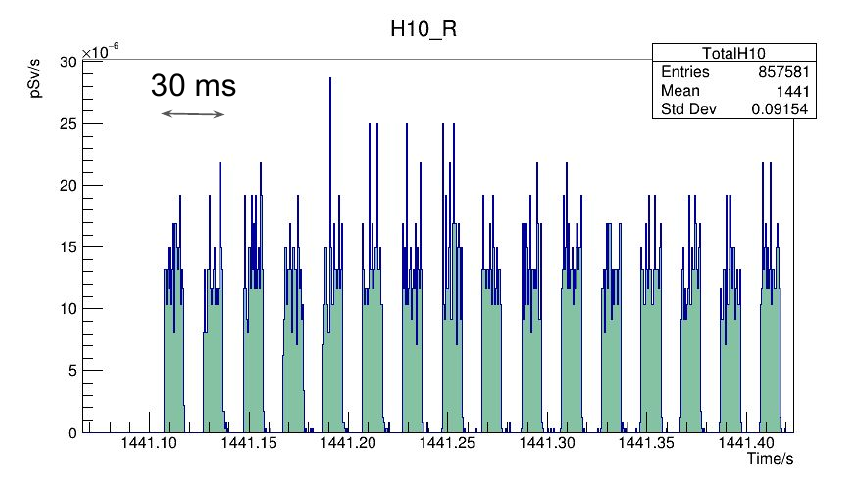 H10_R
×10⁻⁶
pSv/s
30 ms
TotalH10
Entries 857581
Mean 1441
Std Dev 0.09154
30
25
20
15
10
5
0
1441.10 1441.15 1441.20 1441.25 1441.30 1441.35 1441.40
Time/s